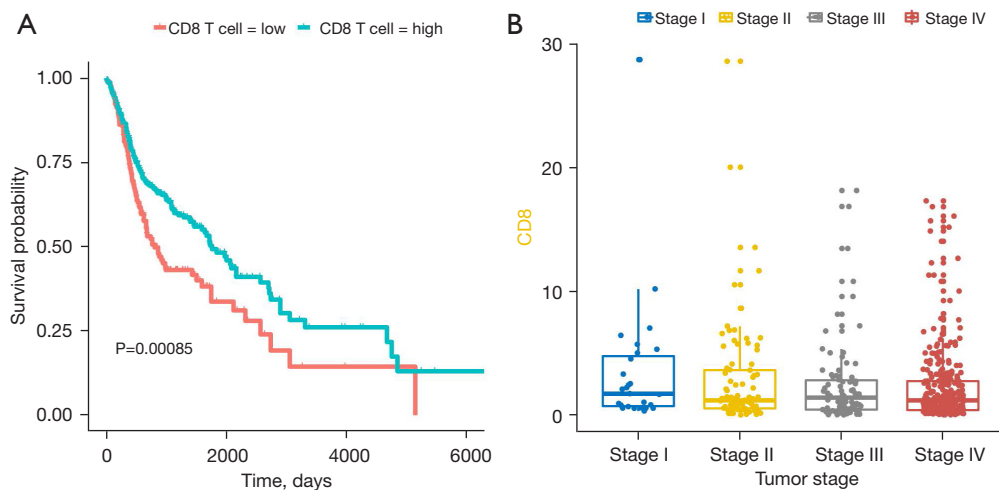 A
CD8 T cell = low CD8 T cell = high
1.00
0.75
0.50
0.25
0.00
Survival probability
P=0.00085
0 2000 4000 6000
Time, days
B
Stage I Stage II Stage III Stage IV
30
20
10
0
CD8
Stage I Stage II Stage III Stage IV
Tumor stage